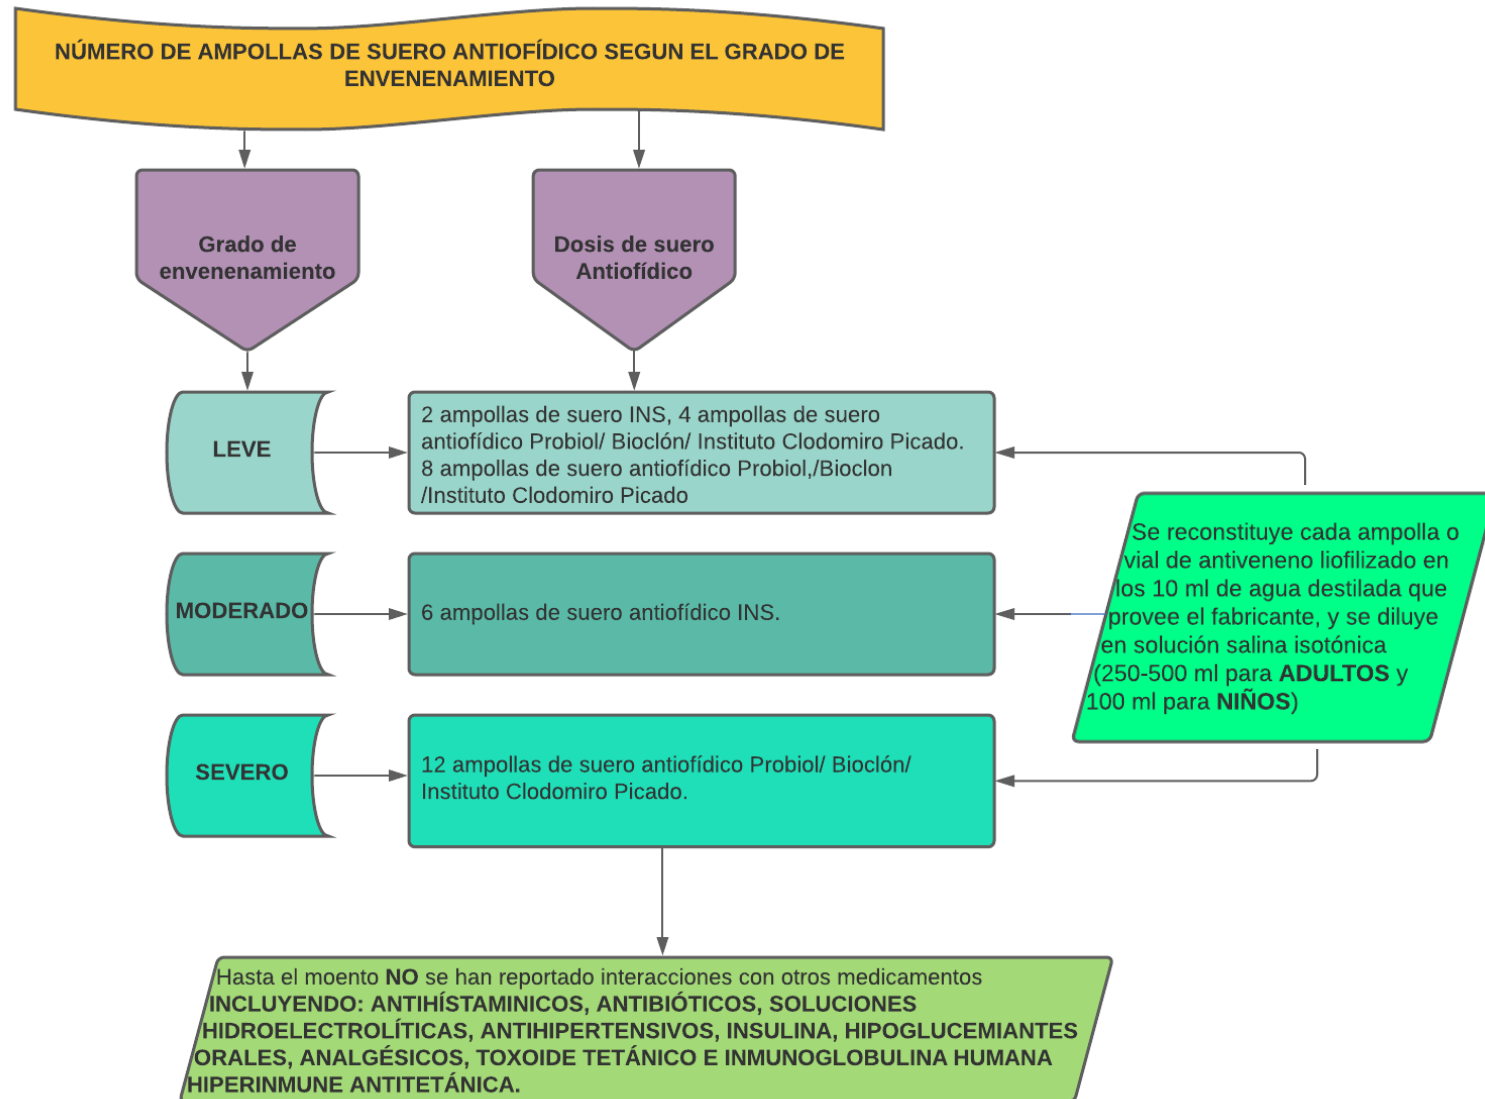 NÚMERO DE AMPOLLAS DE SUERO ANTIOFÍDICO SEGUN EL GRADO DE
ENVENENAMIENTO
Grado de
envenenamiento
Dosis de suero
Antiofídico
LEVE
2 ampollas de suero INS, 4 ampollas de suero
antiofídico Probiol/ Bioclón/ Instituto Clodomiro Picado.
8 ampollas de suero antiofídico Probiol,/Bioclon
/Instituto Clodomiro Picado
MODERADO
6 ampollas de suero antiofídico INS.
SEVERO
12 ampollas de suero antiofídico Probiol/ Bioclón/
Instituto Clodomiro Picado.
Se reconstituye cada ampolla o
vial de antiveneno liofilizado en
los 10 ml de agua destilada que
provee el fabricante, y se diluye
en solución salina isotónica
(250-500 ml para ADULTOS y
100 ml para NIÑOS)
Hasta el moento NO se han reportado interacciones con otros medicamentos
INCLUYENDO: ANTIHÍSTAMINICOS, ANTIBIÓTICOS, SOLUCIONES
HIDROELECTROLÍTICAS, ANTIHIPERTENSIVOS, INSULINA, HIPOGLUCEMIANTES
ORALES, ANALGÉSICOS, TOXOIDE TETÁNICO E INMUNOGLOBULINA HUMANA
HIPERINMUNE ANTITETÁNICA.